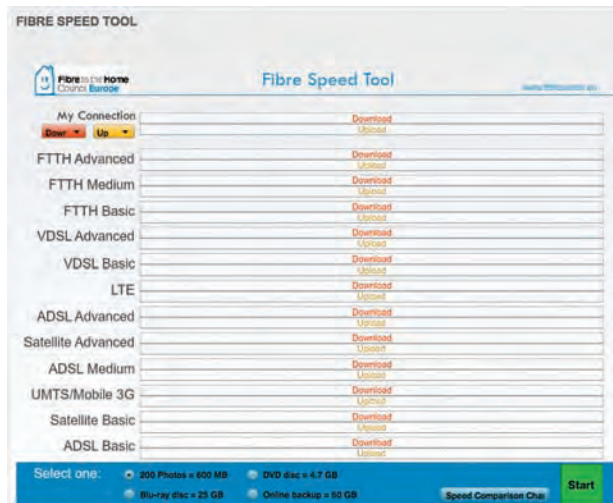 FIBRE SPEED TOOL
Fibre to the Home
Council Europe
Fibre Speed Tool
My Connection
Download
Upload
Down Up
FTTH Advanced
Download
Upload
FTTH Medium
Download
Upload
FTTH Basic
Download
Upload
VDSL Advanced
Download
Upload
VDSL Basic
Download
Upload
LTE
Download
Upload
ADSL Advanced
Download
Upload
Satellite Advanced
Download
Upload
ADSL Medium
Download
Upload
UMTS/Mobile 3G
Download
Upload
Satellite Basic
Download
Upload
ADSL Basic
Download
Upload
Select one:
200 Photos = 600 MB
DVD disc = 4.7 GB
Blu-ray disc = 25 GB
Online backup = 50 GB
Speed Comparison Char
Start